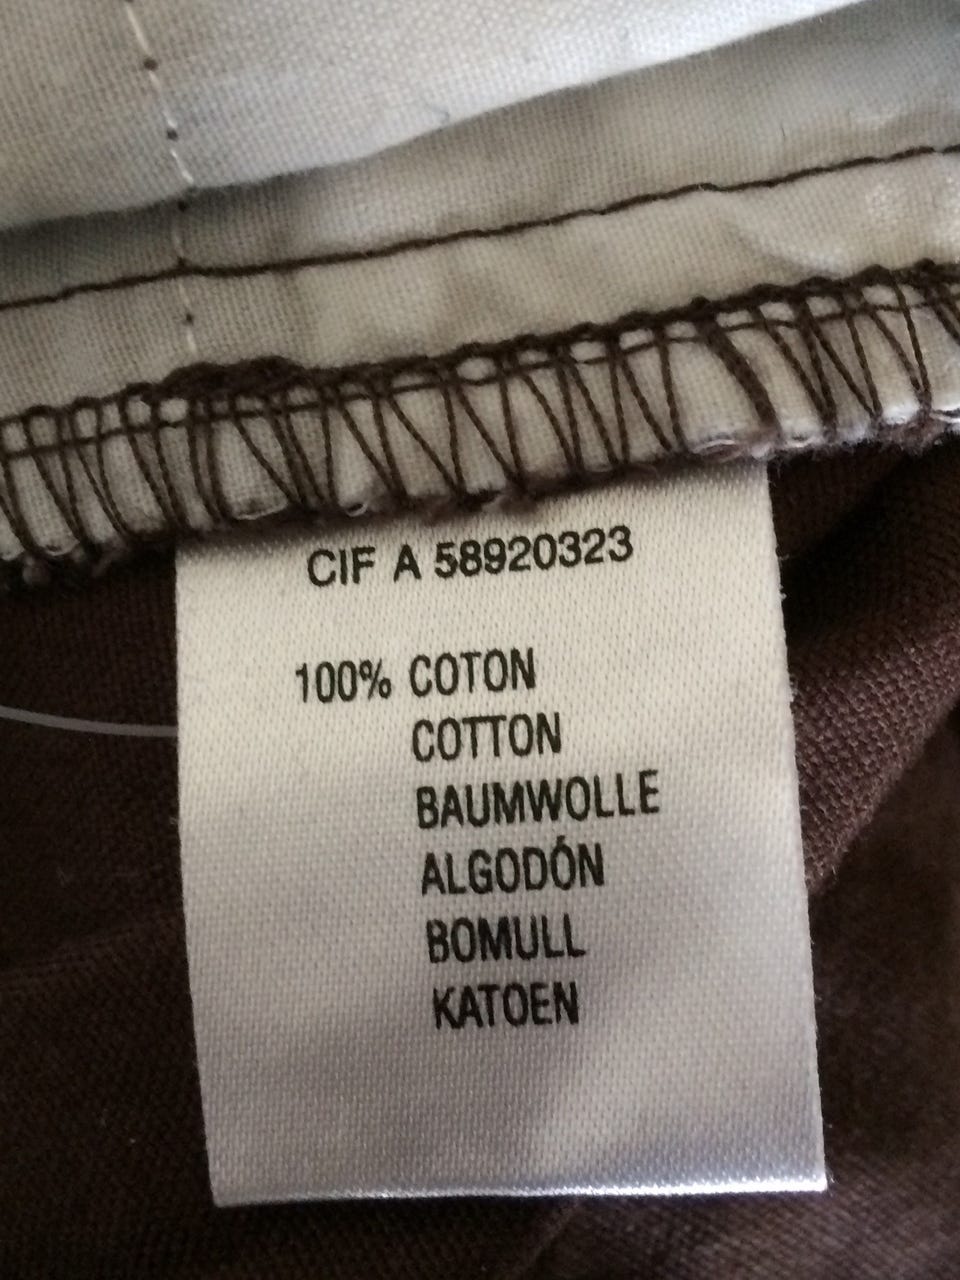 CIF A 58920323
100% COTON
COTTON
BAUMWOLLE
ALGODÓN
BOMULL
KATOEN